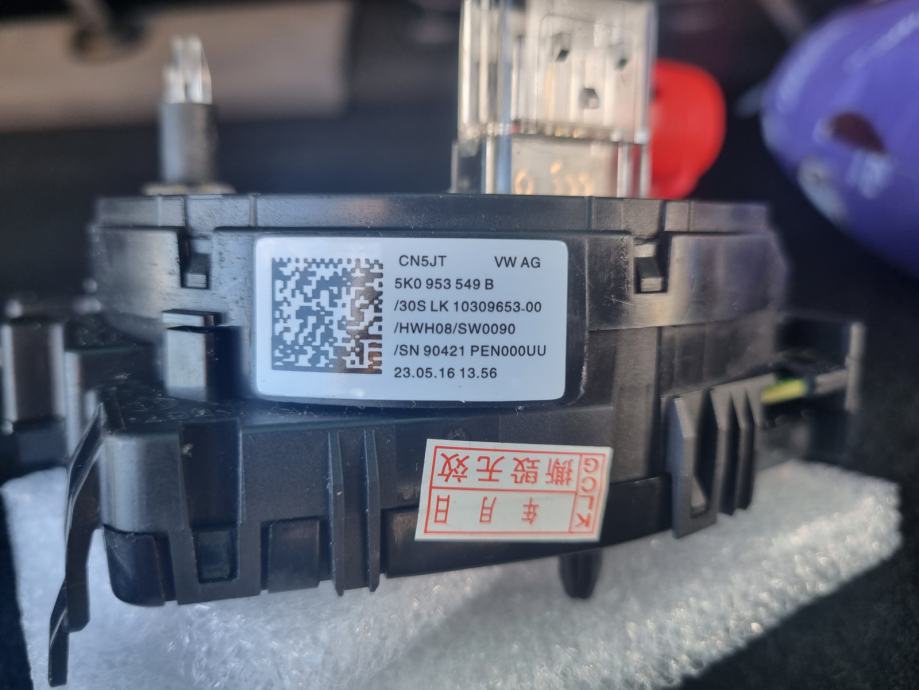 CN5JT VW AG
5K0 953 549 B
/30S LK 10309653-00
/HWH08/SW0090
/SN 90421 PEN000UU
23.05.16 13.56
撕毁无效
年 月 日